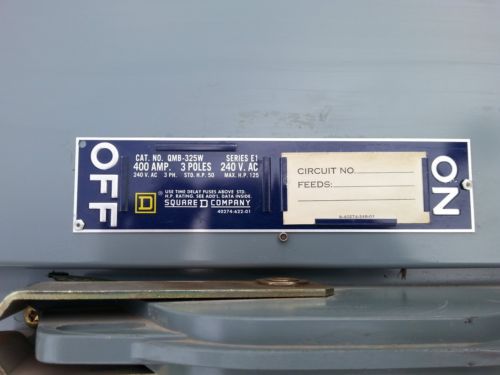 OFF
CAT. NO. QMB-325W SERIES E1
400 AMP. 3 POLES 240 V. AC
240 V. AC 3 PH. STD. H.P. 50 MAX. H.P. 125
USE TIME DELAY FUSES ABOVE STD.
H.P. RATING. SEE ADD'L DATA INSIDE.
D
SQUARE D COMPANY
40274-622-01
CIRCUIT NO.
FEEDS:
ON